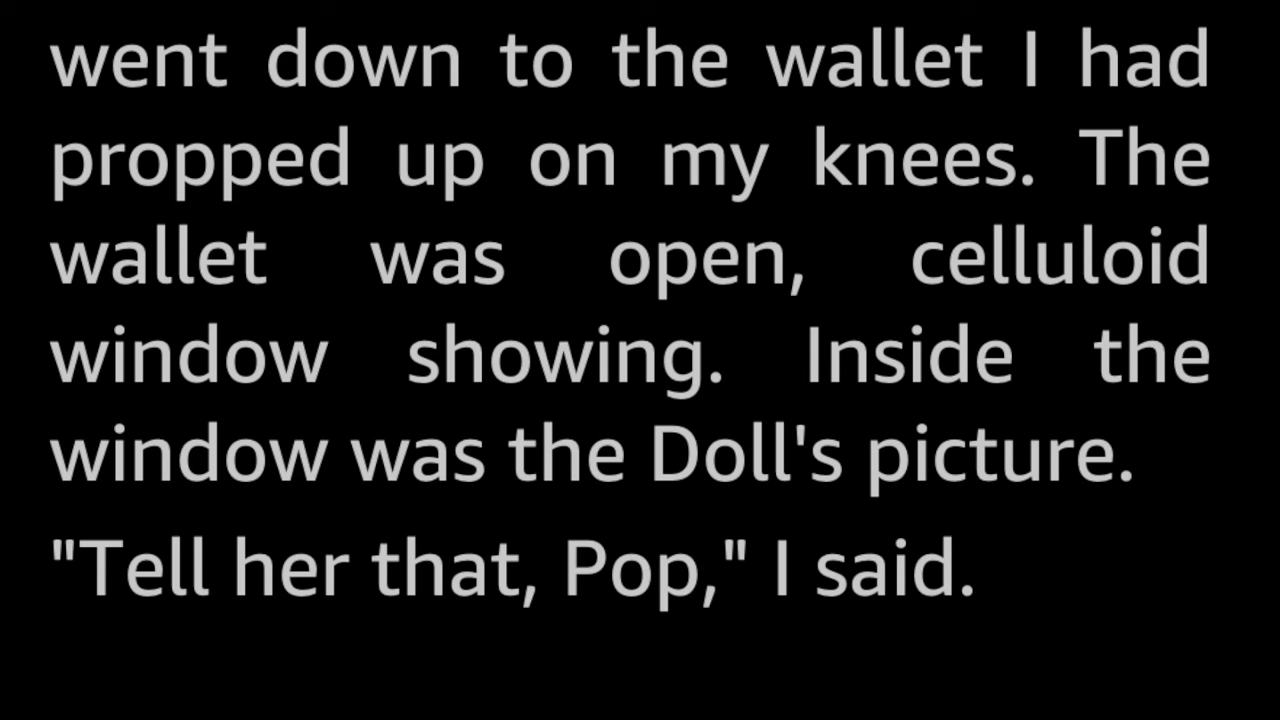 went down to the wallet I had
propped up on my knees. The
wallet was open, celluloid
window showing. Inside the
window was the Doll's picture.
"Tell her that, Pop," I said.